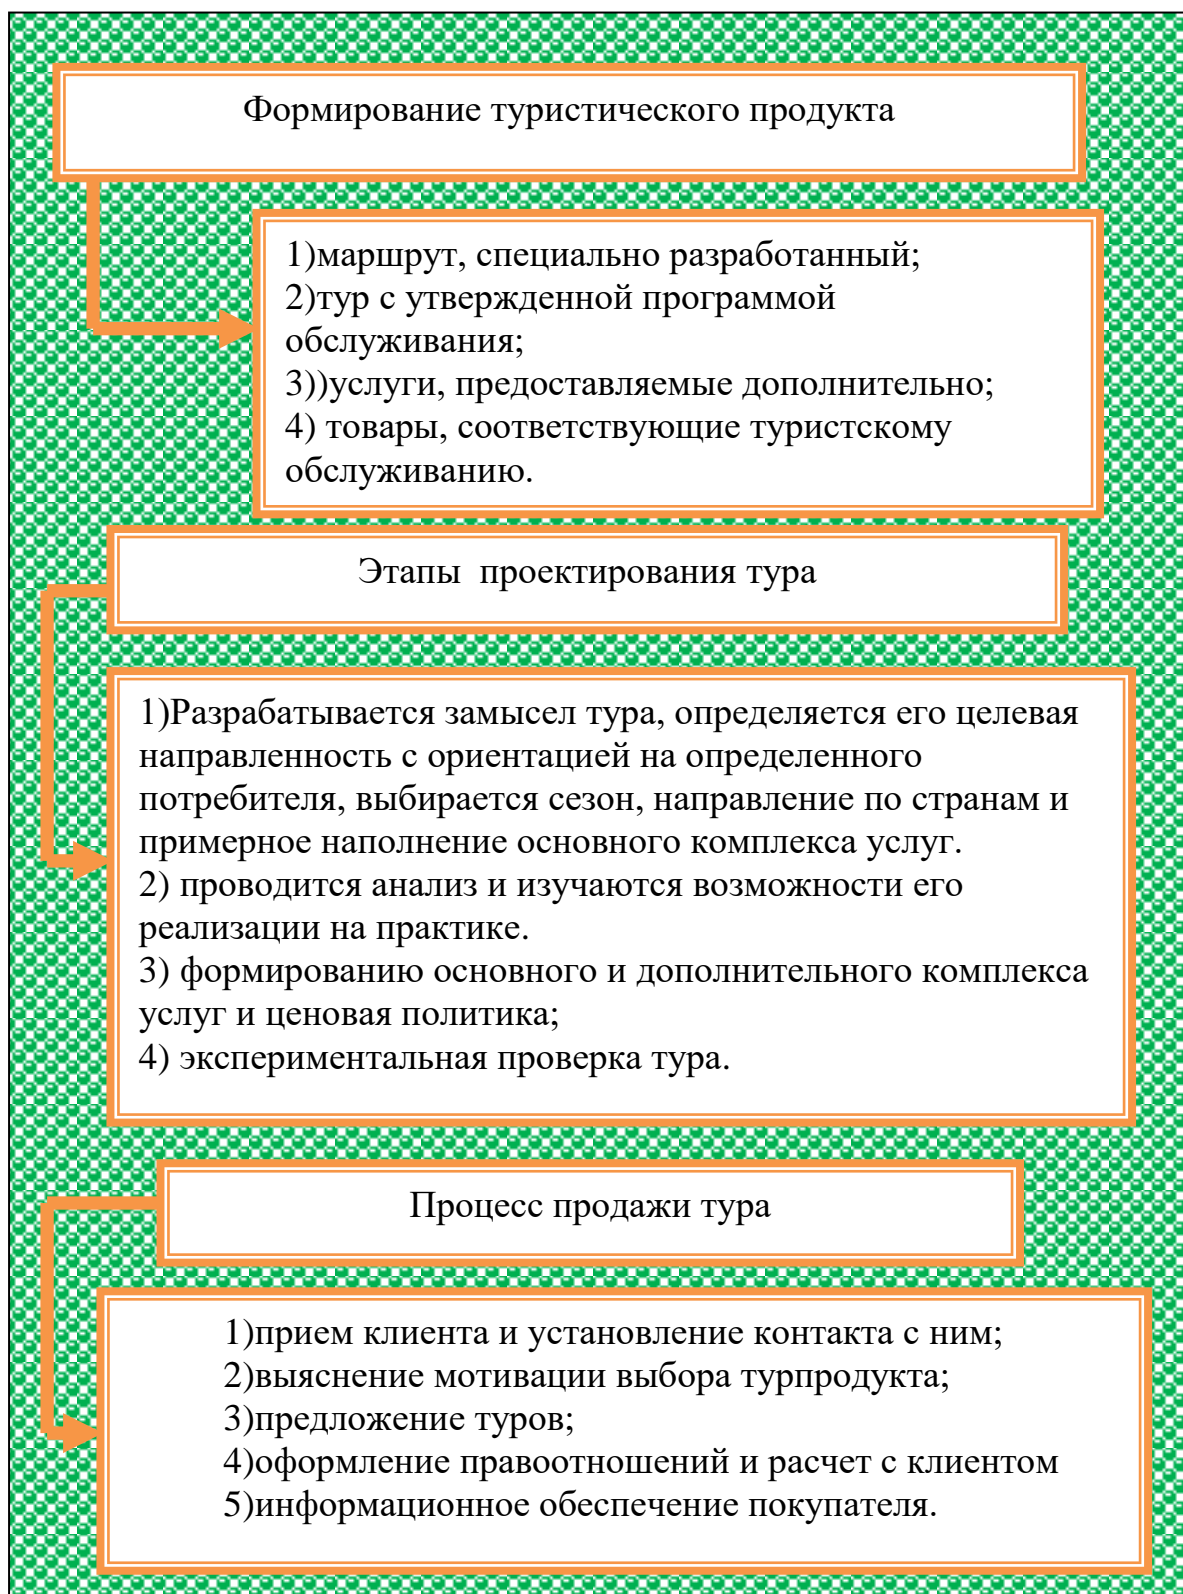 Формирование туристического продукта
1)маршрут, специально разработанный;
2)тур с утвержденной программой
обслуживания;
3))услуги, предоставляемые дополнительно;
4) товары, соответствующие туристскому
обслуживанию.
Этапы  проектирования тура
1)Разрабатывается замысел тура, определяется его целевая
направленность с ориентацией на определенного
потребителя, выбирается сезон, направление по странам и
примерное наполнение основного комплекса услуг.
2) проводится анализ и изучаются возможности его
реализации на практике.
3) формированию основного и дополнительного комплекса
услуг и ценовая политика;
4) экспериментальная проверка тура.
Процесс продажи тура
1)прием клиента и установление контакта с ним;
2)выяснение мотивации выбора турпродукта;
3)предложение туров;
4)оформление правоотношений и расчет с клиентом
5)информационное обеспечение покупателя.